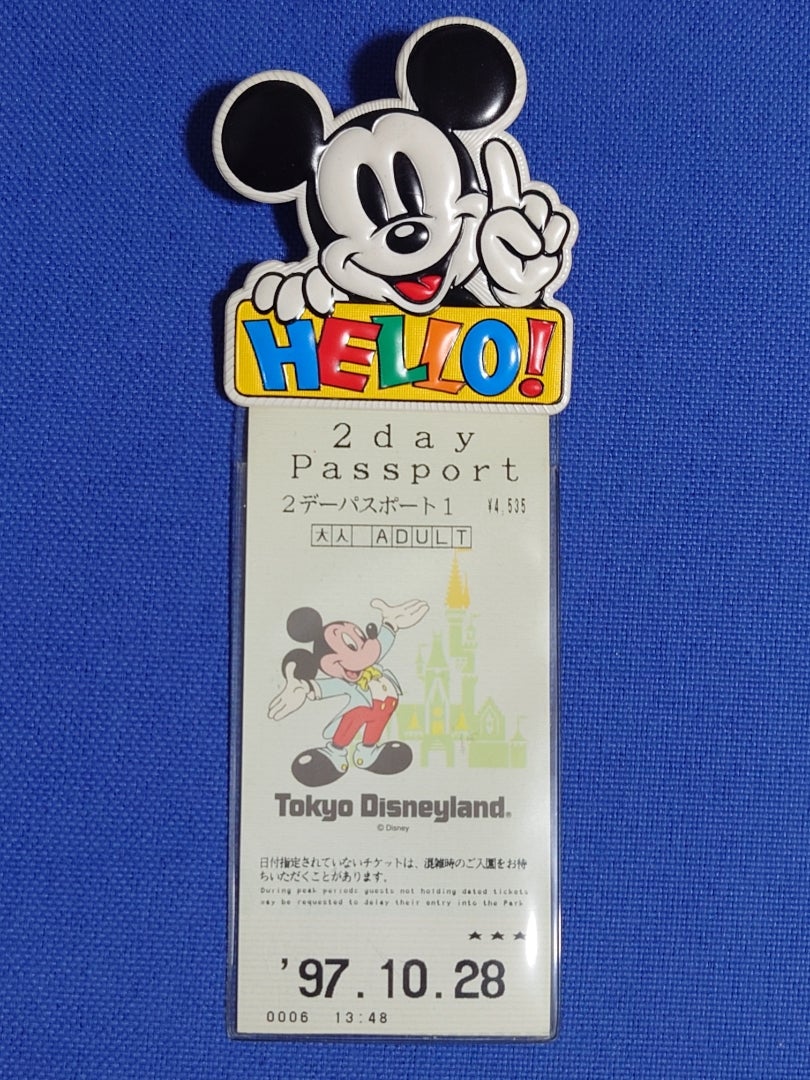 HELLO!
2day
Passport
2デーパスポート1 ¥4,535
大人 ADULT
Tokyo Disneyland®
© Disney
日付指定されていないチケットは、混雑時のご入園をお待
ちいただくことがあります。
During peak periods guests not holding dated tickets
may be requested to delay their entry into the Park
★★★
'97.10.28
0006 13:48